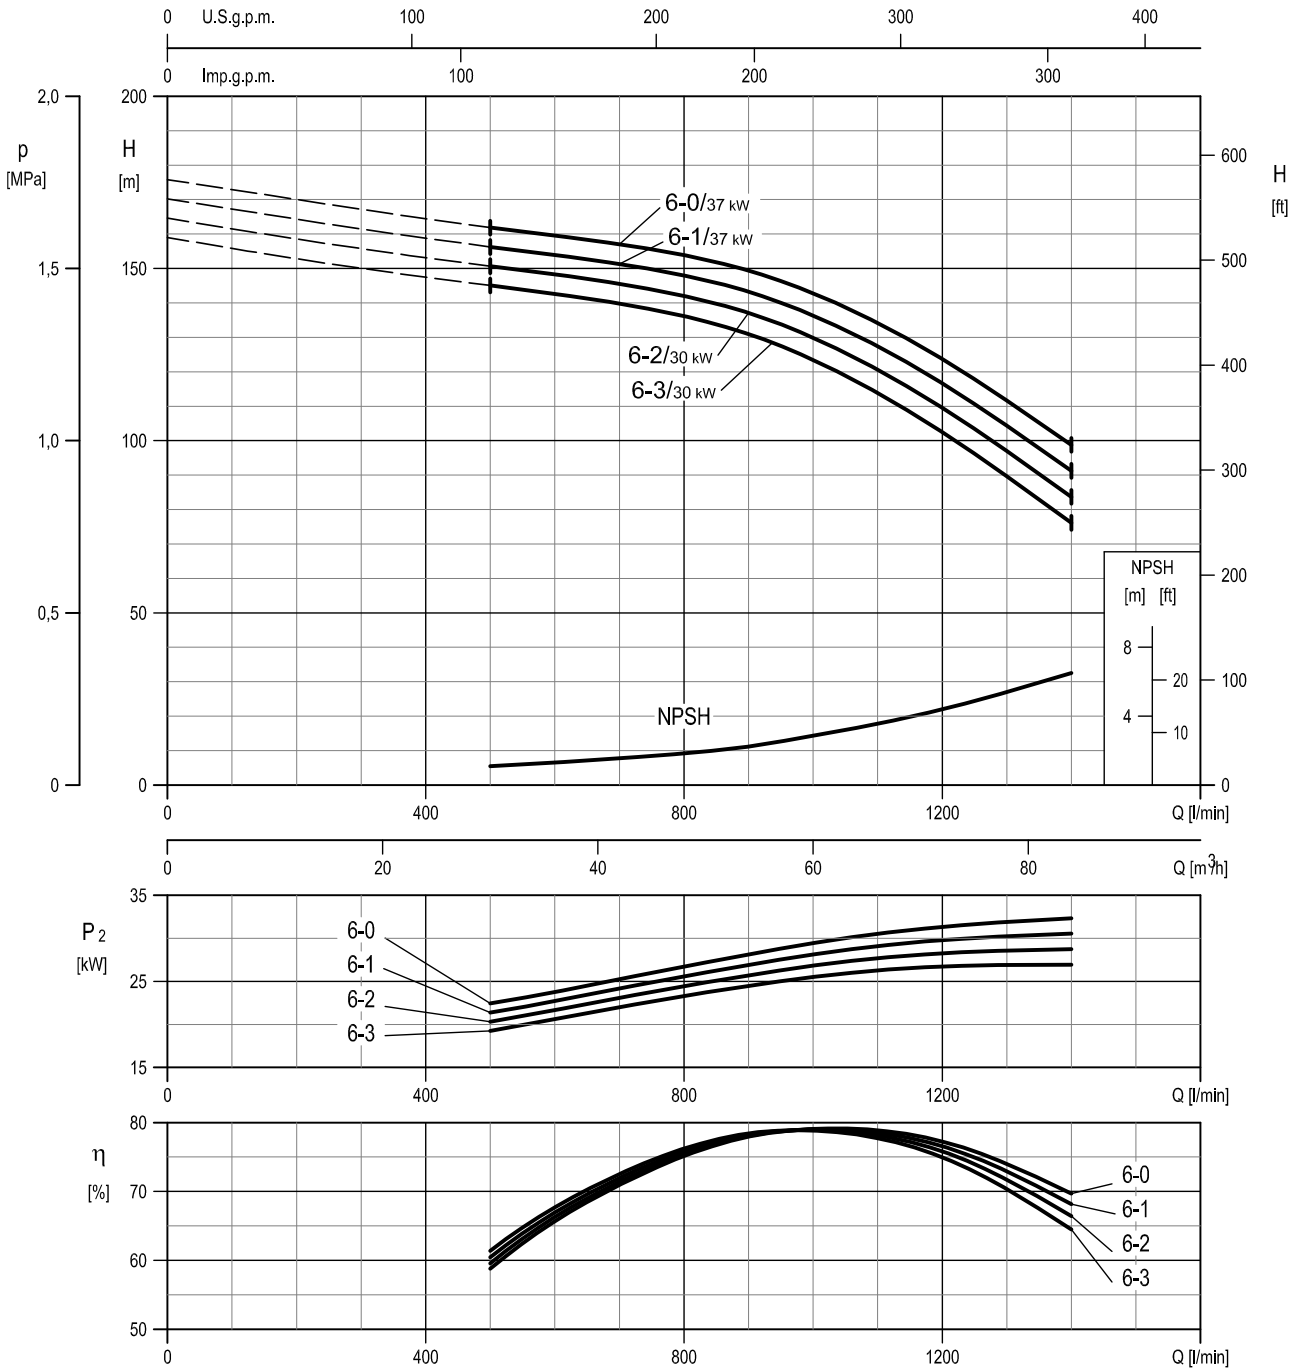 0 U.S.g.p.m. 100 200 300 400
0 Imp.g.p.m. 100 200 300
2,0 200
p H
[MPa] [m]
600
H
[ft]
6-0/37 kW
6-1/37 kW
1,5 150 500
6-2/30 kW
400
6-3/30 kW
1,0 100
300
NPSH
200
[m] [ft]
0,5 50
8
20 100
NPSH 4
10
0 0 0
0 400 800 1200 Q [l/min]
0 20 40 60 80 Q [m³h]
35
P2
[kW]
6-0
6-1
25
6-2
6-3
15
0 400 800 1200 Q [l/min]
80
η
[%]
70
6-0
6-1
6-2
60
6-3
50
0 400 800 1200 Q [l/min]